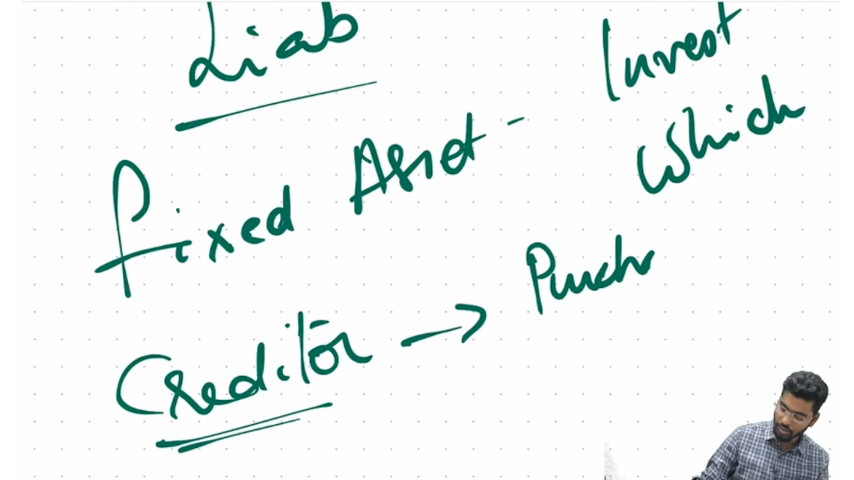 Liab
Fixed Asset - Invest
Which
Creditor → Purch